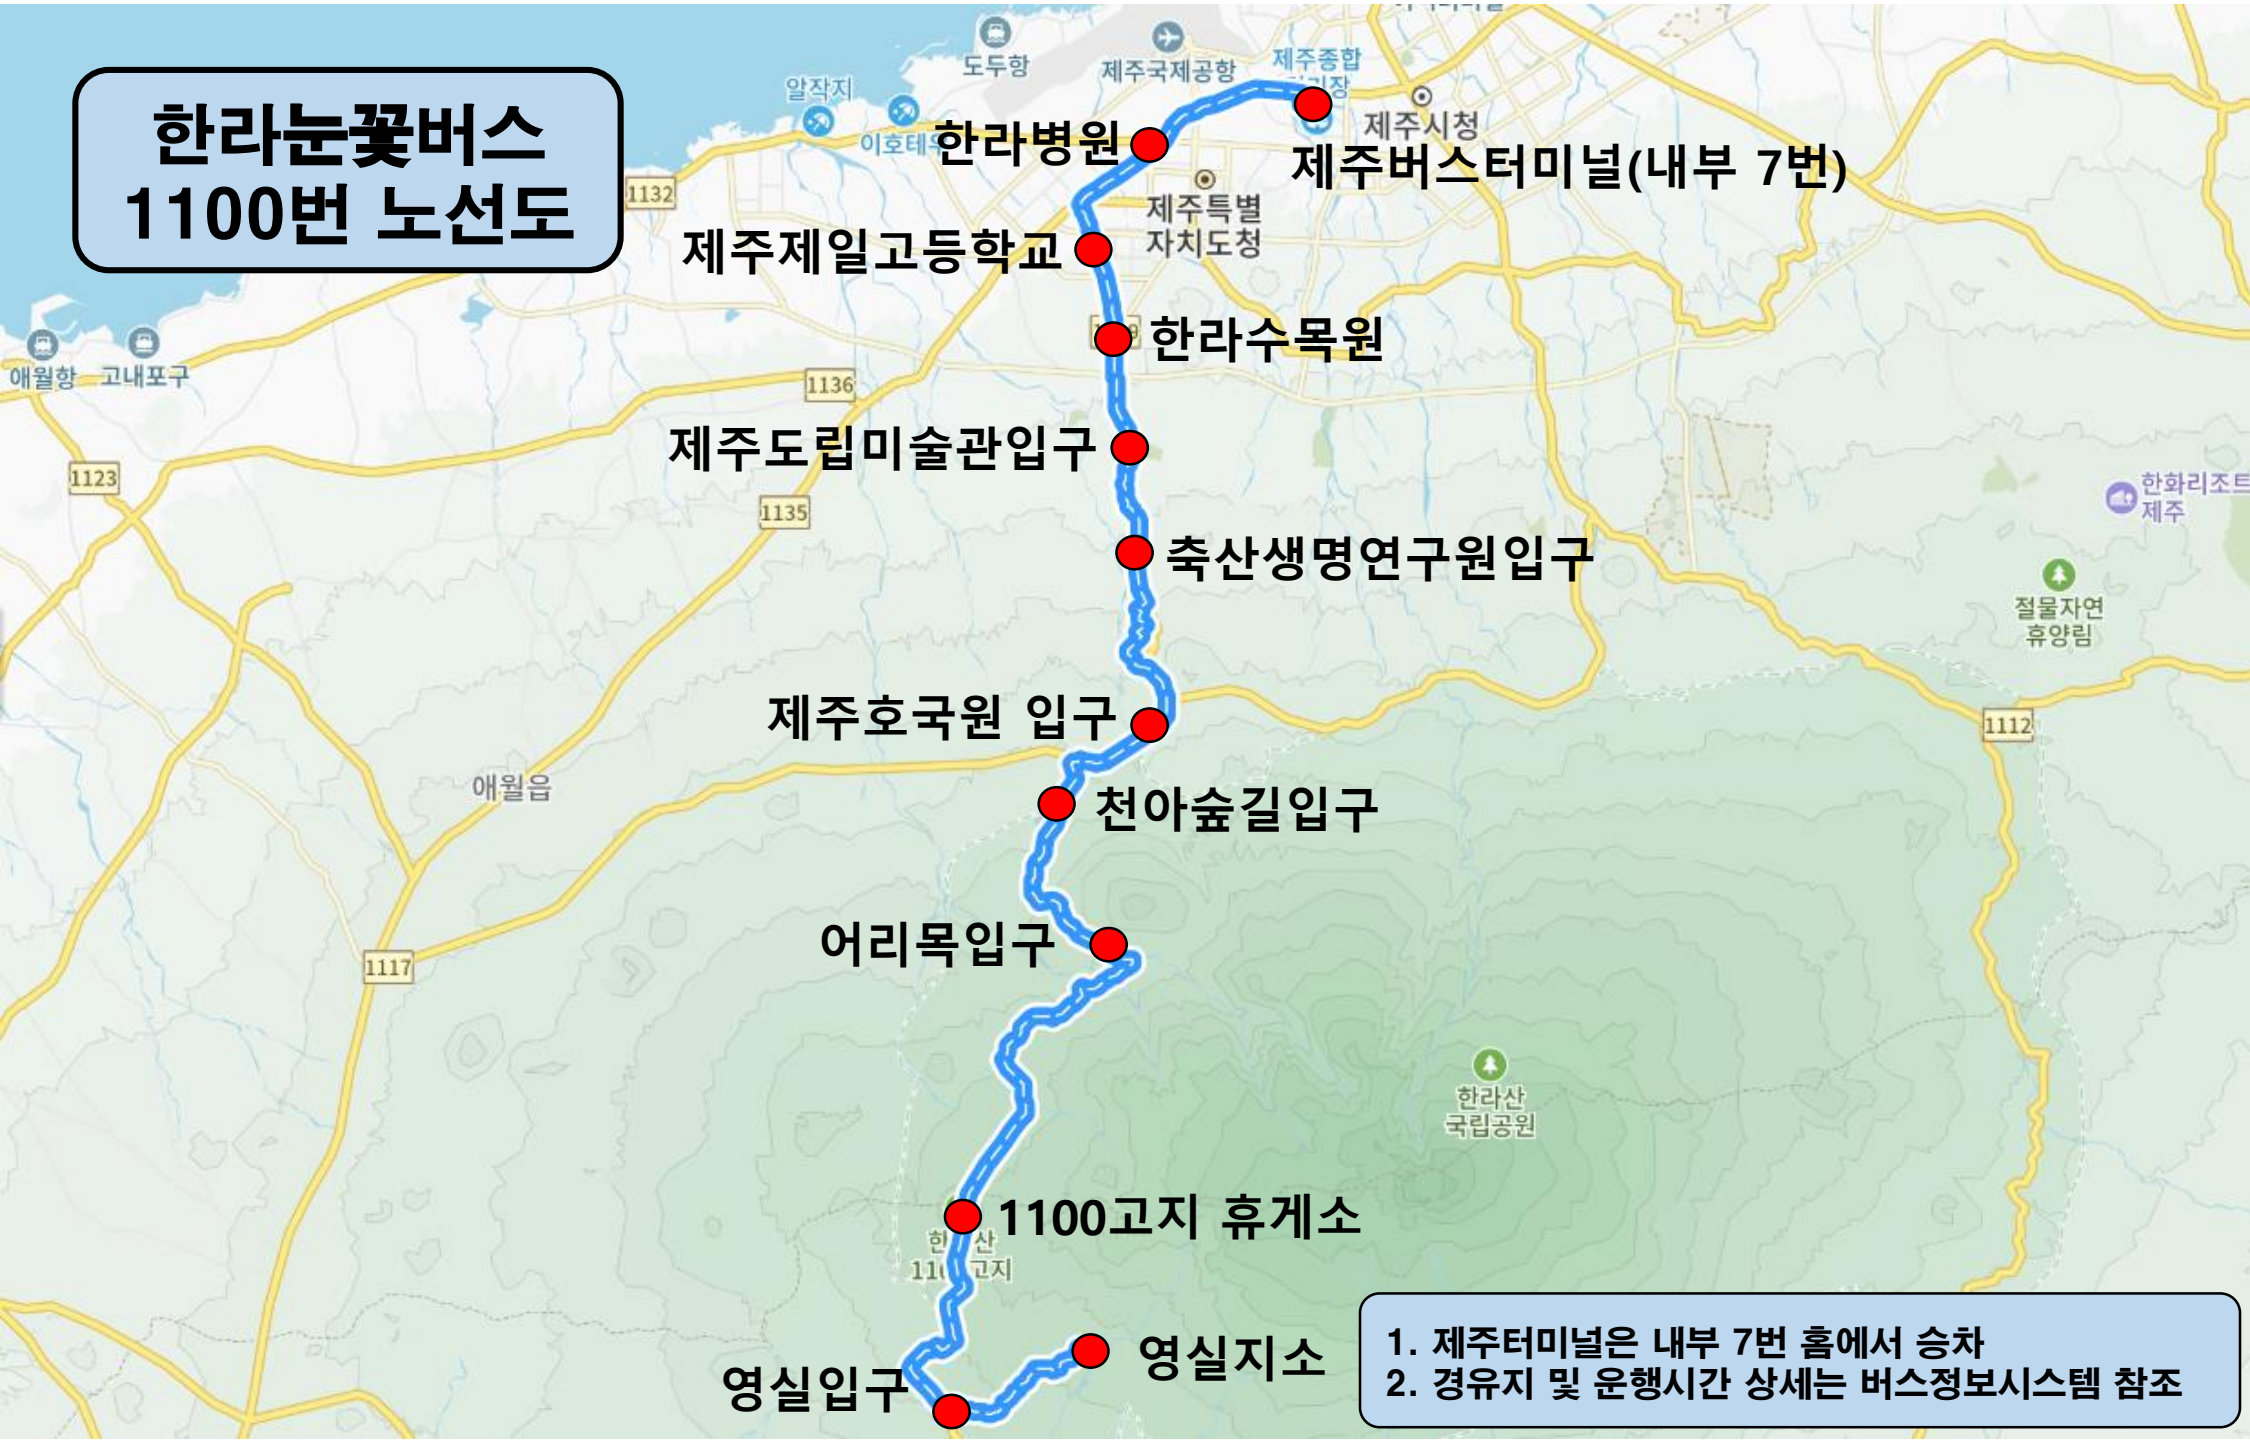 도두항
제주국제공항
제주종합
알작지
한라눈꽃버스
1100번 노선도
제주시청
한라병원
제주버스터미널(내부 7번)
1132
제주특별
자치도청
제주제일고등학교
한라수목원
애월항
고내포구
1136
제주도립미술관입구
1123
한화리조트
제주
1135
축산생명연구원입구
절물자연
휴양림
제주호국원 입구
1112
애월읍
천아숲길입구
어리목입구
1117
한라산
국립공원
1100고지 휴게소
영실지소
영실입구
1. 제주터미널은 내부 7번 홈에서 승차
2. 경유지 및 운행시간 상세는 버스정보시스템 참조